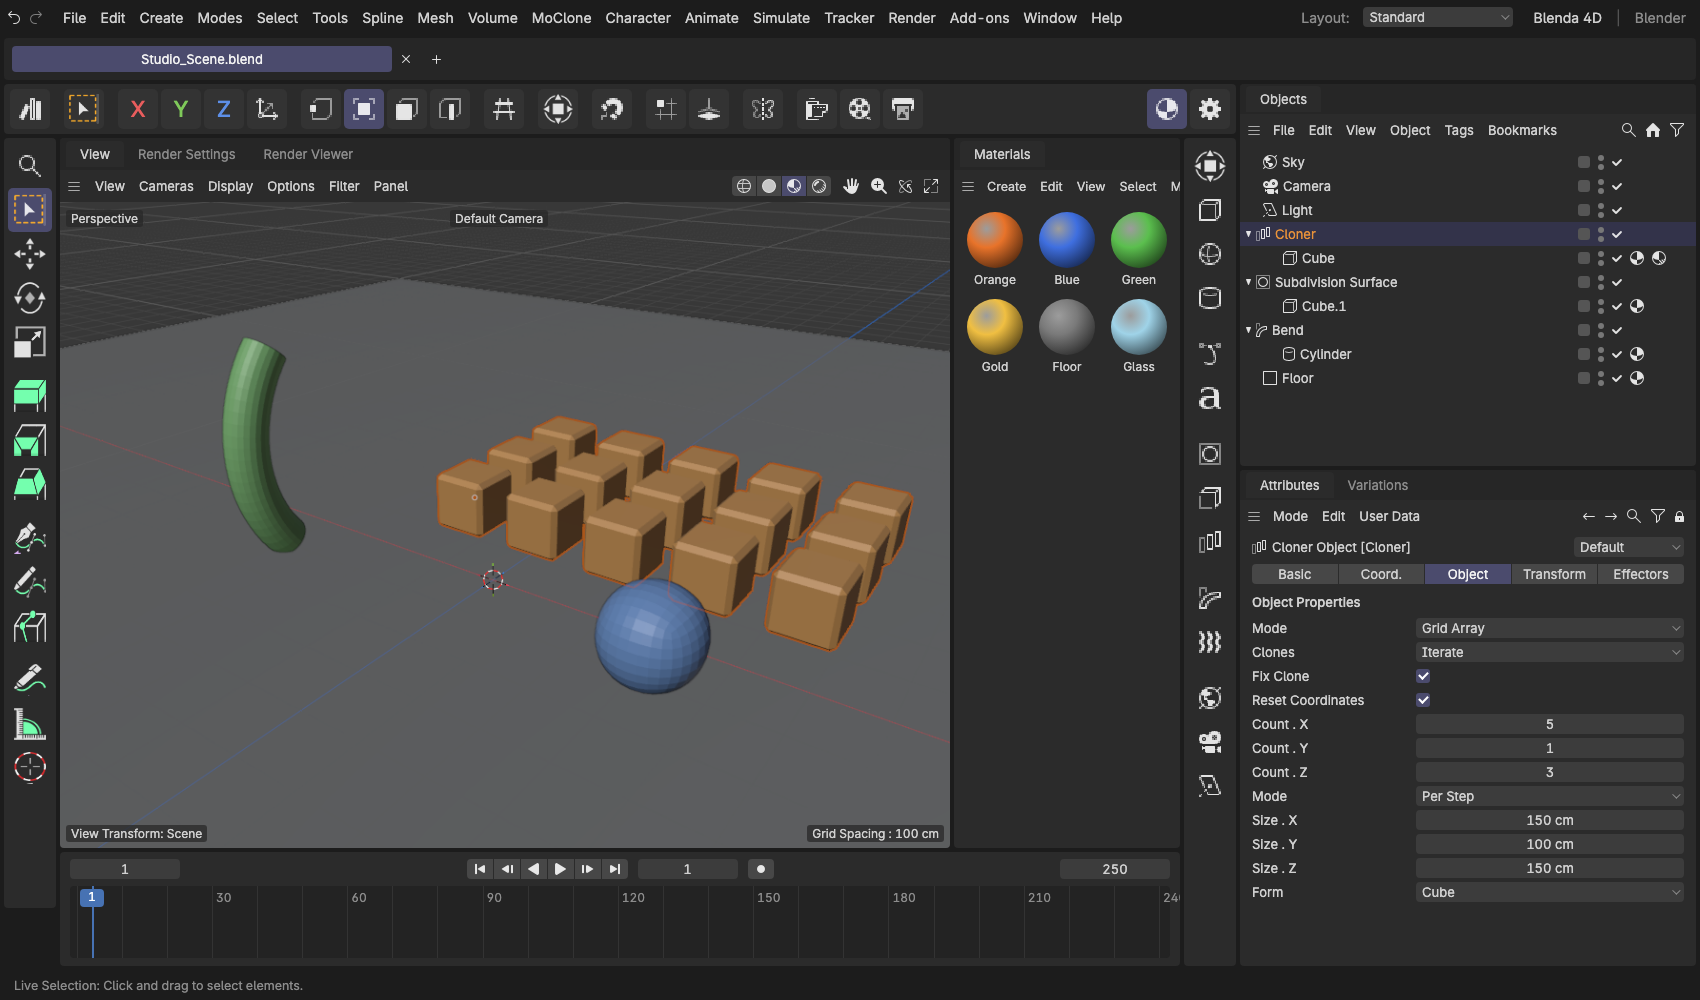 File Edit Create Modes Select Tools Spline Mesh Volume MoClone Character Animate Simulate Tracker Render Add-ons Window Help Layout: Standard Blenda 4D Blender
Studio_Scene.blend
X Y Z
Objects
File Edit View Object Tags Bookmarks
View Render Settings Render Viewer
Materials
View Cameras Display Options Filter Panel
Create Edit View Select M
Perspective
Default Camera
Orange Blue Green
Gold Floor Glass
Sky
Camera
Light
Cloner
Cube
Subdivision Surface
Cube.1
Bend
Cylinder
Floor
a
Attributes Variations
Mode Edit User Data
Cloner Object [Cloner] Default
Basic Coord. Object Transform Effectors
Object Properties
Mode Grid Array
Clones Iterate
Fix Clone
Reset Coordinates
Count . X 5
Count . Y 1
Count . Z 3
Mode Per Step
Size . X 150 cm
Size . Y 100 cm
Size . Z 150 cm
Form Cube
View Transform: Scene
Grid Spacing : 100 cm
1 1 250
1 30 60 90 120 150 180 210 240
Live Selection: Click and drag to select elements.